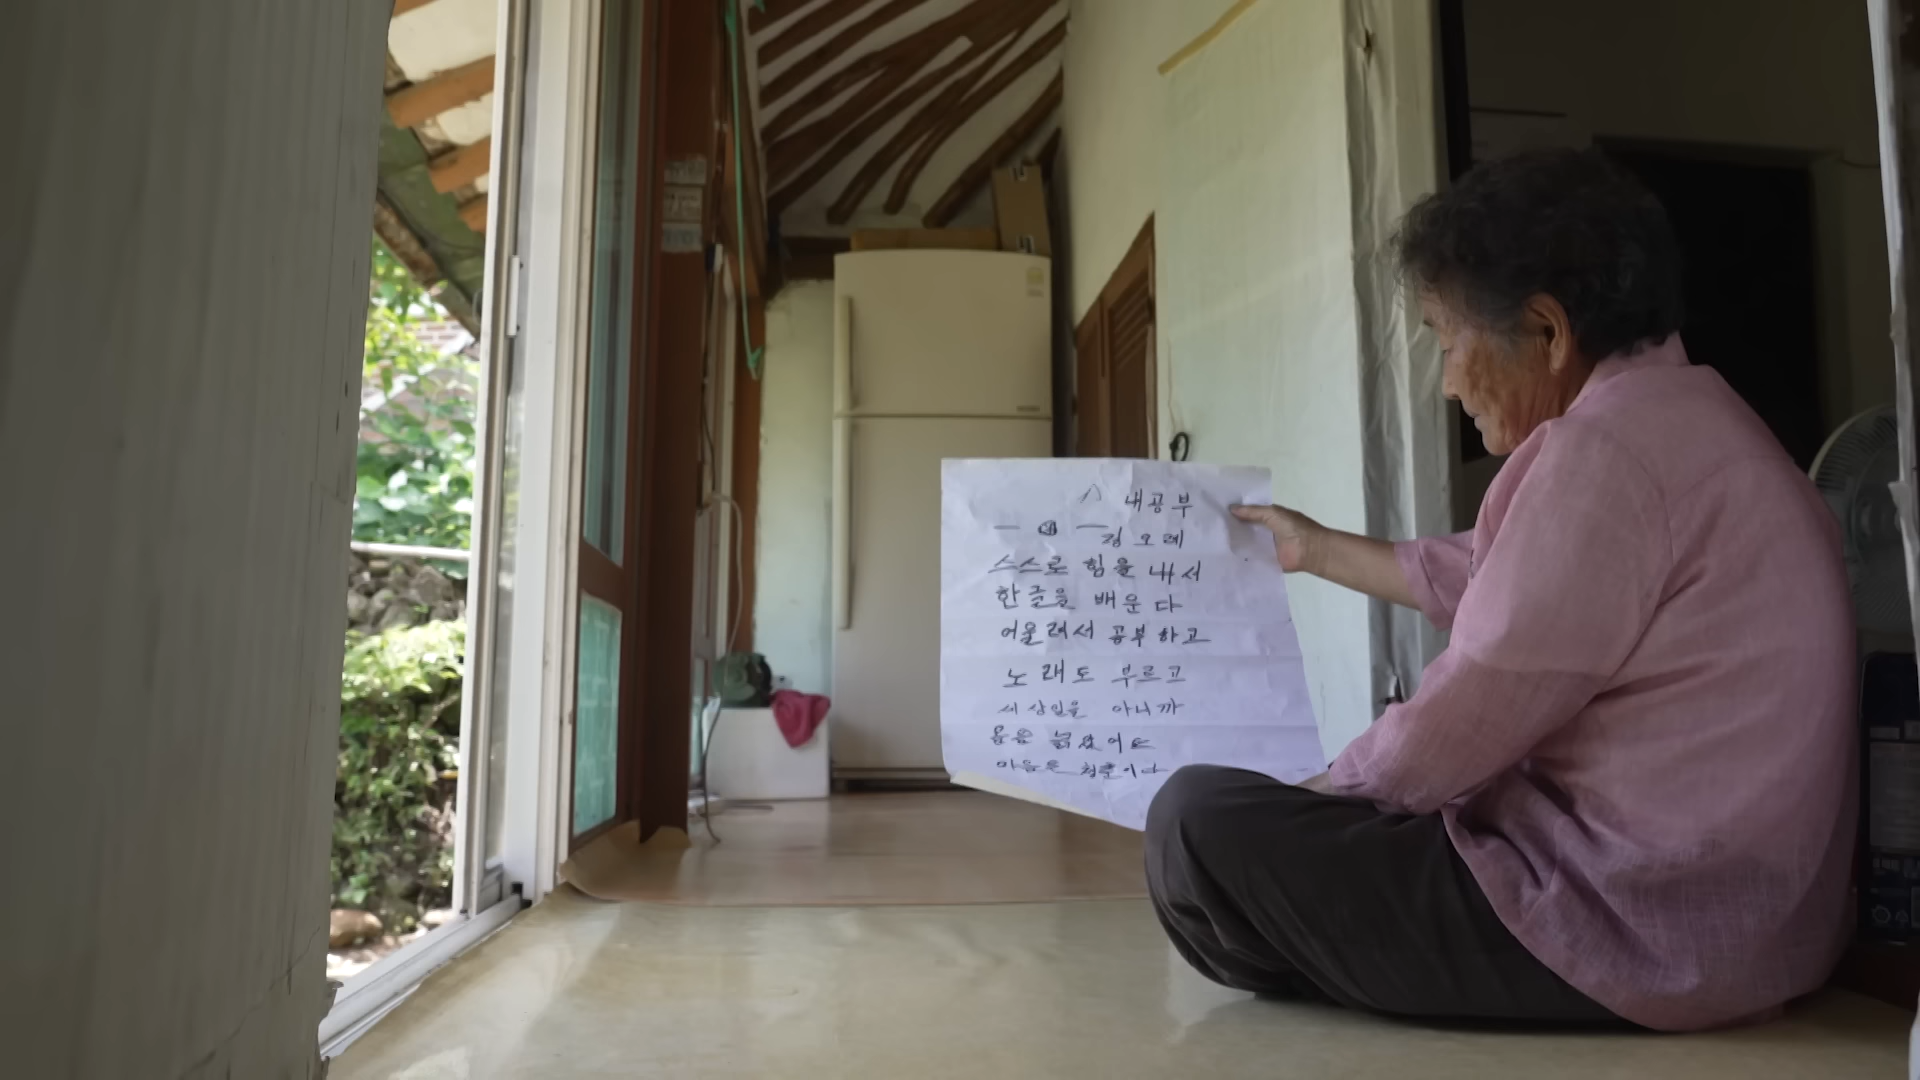 내공부
김오례
스스로 힘을 내서
한글을 배운다
어울려서 공부하고
노래도 부르고
세상일을 아니까
몸은 늙었어도
마음은 청춘이다